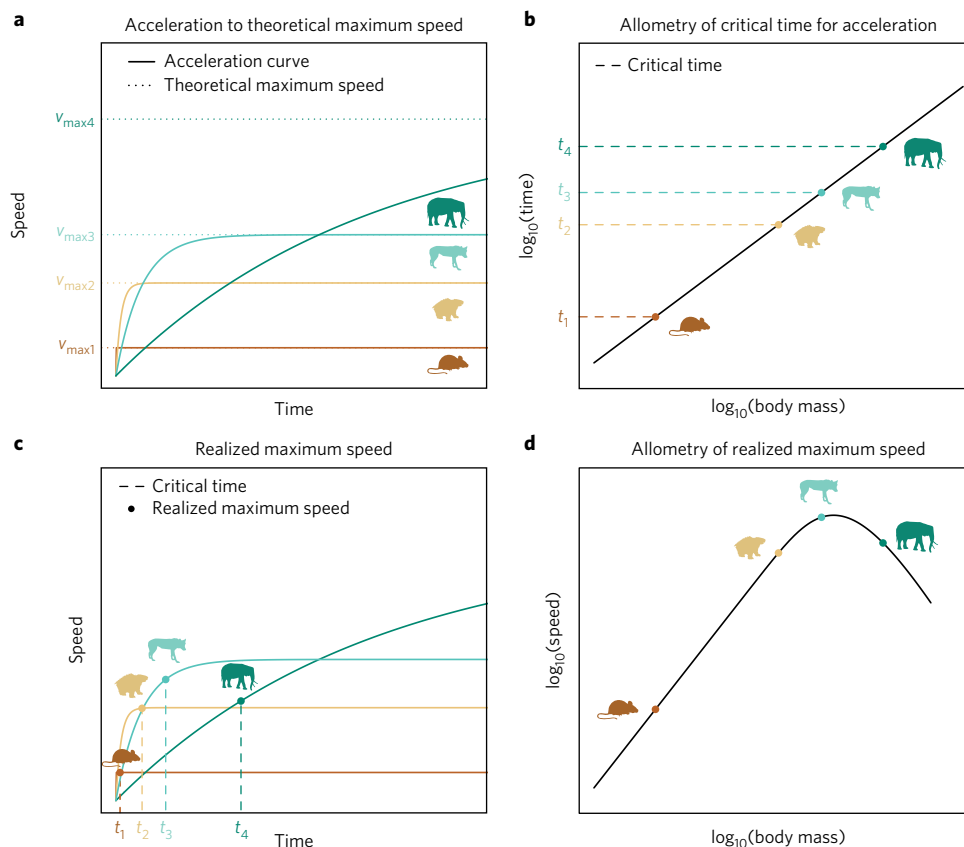 a Acceleration to theoretical maximum speed
Acceleration curve
Theoretical maximum speed
vmax4
vmax3
vmax2
vmax1
Speed
Time
b Allometry of critical time for acceleration
Critical time
t4
t3
t2
t1
log10(time)
log10(body mass)
c Realized maximum speed
Critical time
Realized maximum speed
Speed
t1 t2 t3 t4
Time
d Allometry of realized maximum speed
log10(speed)
log10(body mass)